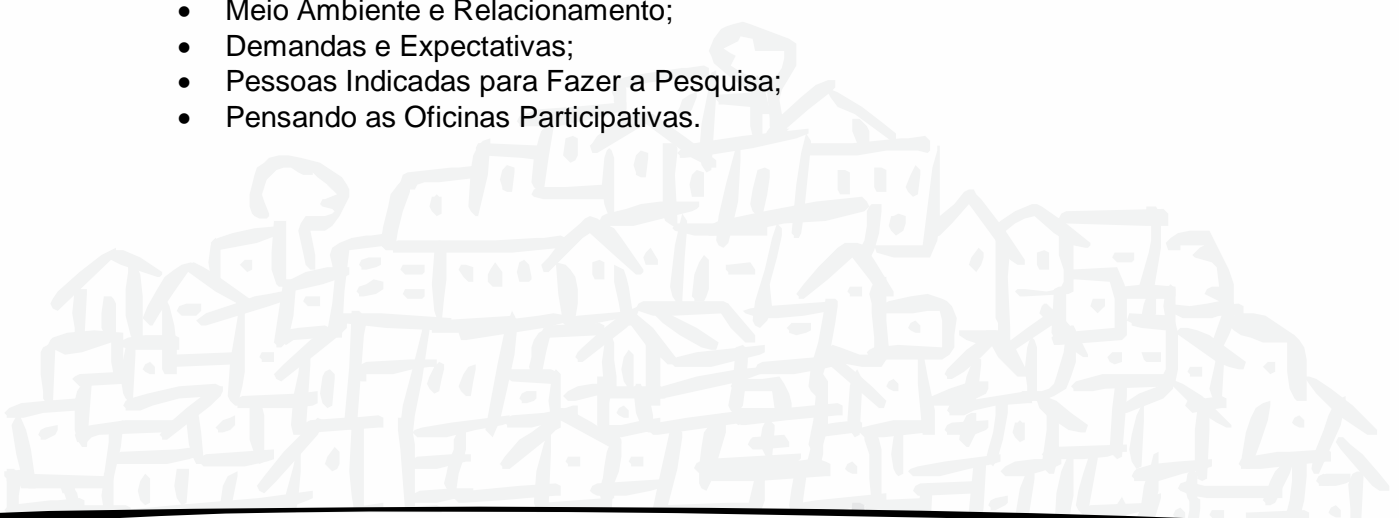 • Meio Ambiente e Relacionamento;
• Demandas e Expectativas;
• Pessoas Indicadas para Fazer a Pesquisa;
• Pensando as Oficinas Participativas.